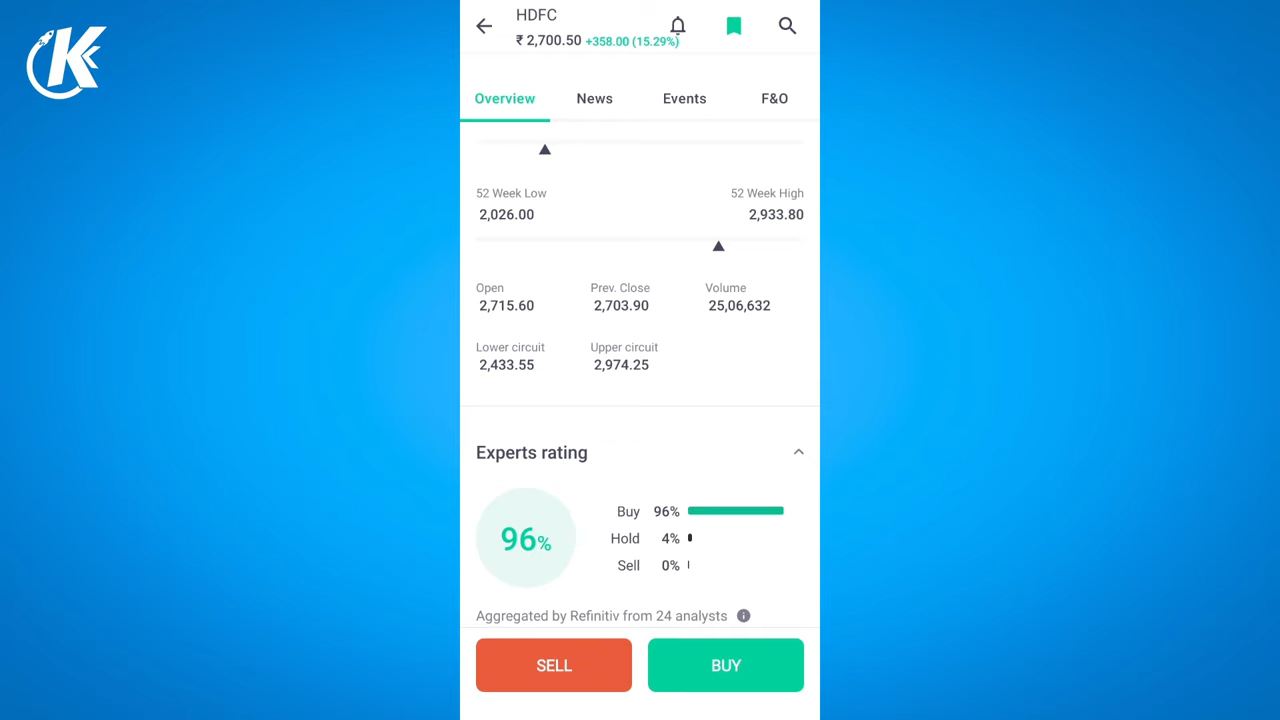 K
HDFC
₹ 2,700.50 +358.00 (15.29%)
Overview News Events F&O
52 Week Low 52 Week High
2,026.00 2,933.80
Open Prev. Close Volume
2,715.60 2,703.90 25,06,632
Lower circuit Upper circuit
2,433.55 2,974.25
Experts rating
96%
Buy 96%
Hold 4%
Sell 0%
Aggregated by Refinitiv from 24 analysts
SELL BUY